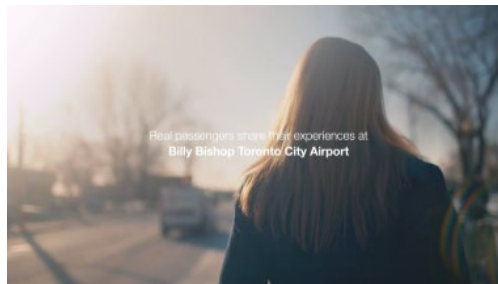 Real passengers share their experiences at
Billy Bishop Toronto City Airport